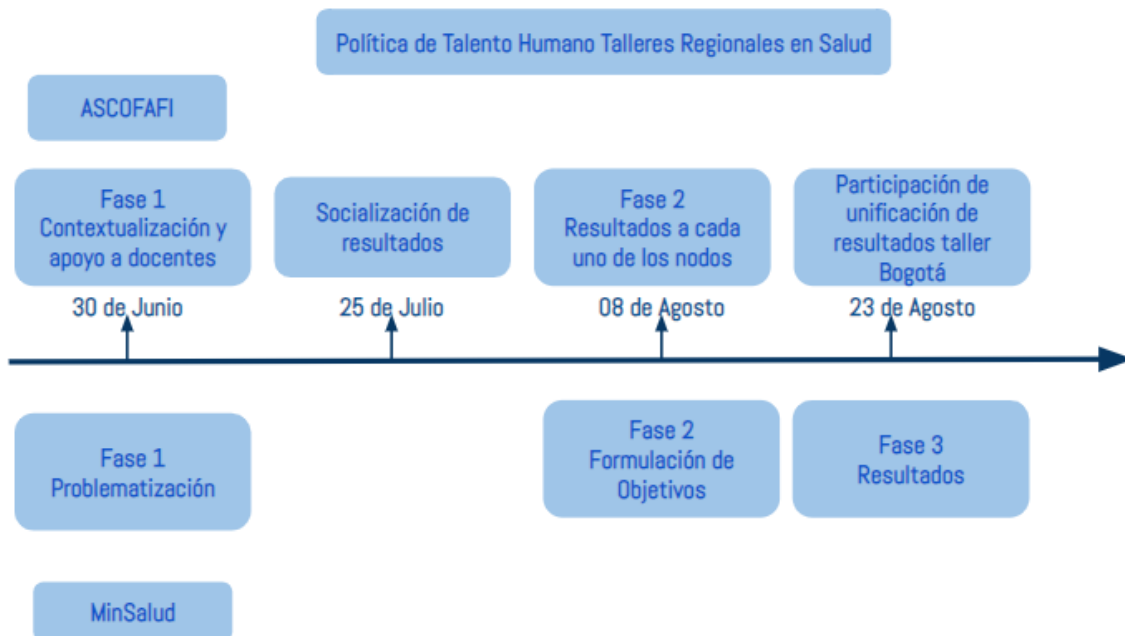 Política de Talento Humano Talleres Regionales en Salud
ASCOFAFI
Fase 1
Contextualización y
apoyo a docentes
Socialización de
resultados
Fase 2
Resultados a cada
uno de los nodos
Participación de
unificación de
resultados taller
Bogotá
30 de Junio
25 de Julio
08 de Agosto
23 de Agosto
Fase 1
Problematización
Fase 2
Formulación de
Objetivos
Fase 3
Resultados
MinSalud